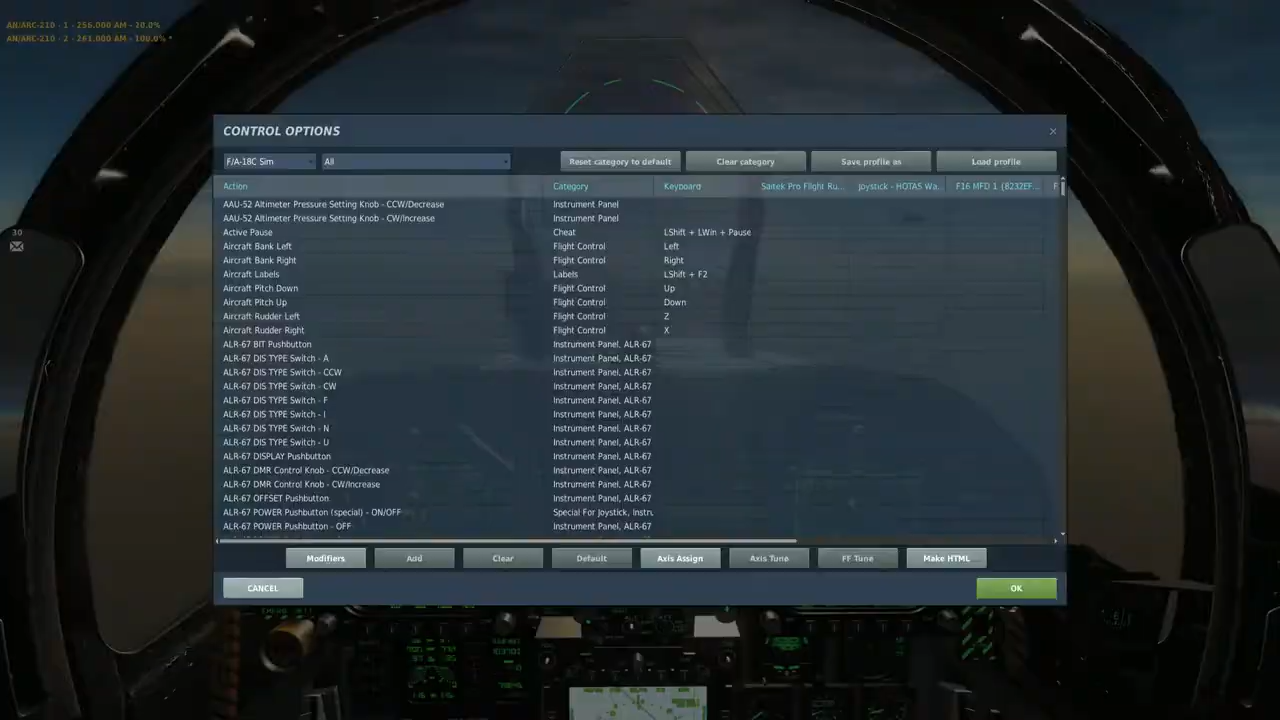 AN/ARC-210 - 1 - 256.000 AM - 20.0%
AN/ARC-210 - 2 - 261.000 AM - 100.0% *
CONTROL OPTIONS ×
F/A-18C Sim All Reset category to default Clear category Save profile as Load profile
Action Category Keyboard Saitek Pro Flight Ru... Joystick - HOTAS Wa... F16 MFD 1 {8232EF... F
AAU-52 Altimeter Pressure Setting Knob - CCW/Decrease Instrument Panel
AAU-52 Altimeter Pressure Setting Knob - CW/Increase Instrument Panel
30
Active Pause Cheat LShift + LWin + Pause
Aircraft Bank Left Flight Control Left
Aircraft Bank Right Flight Control Right
Aircraft Labels Labels LShift + F2
Aircraft Pitch Down Flight Control Up
Aircraft Pitch Up Flight Control Down
Aircraft Rudder Left Flight Control Z
Aircraft Rudder Right Flight Control X
ALR-67 BIT Pushbutton Instrument Panel, ALR-67
ALR-67 DIS TYPE Switch - A Instrument Panel, ALR-67
ALR-67 DIS TYPE Switch - CCW Instrument Panel, ALR-67
ALR-67 DIS TYPE Switch - CW Instrument Panel, ALR-67
ALR-67 DIS TYPE Switch - F Instrument Panel, ALR-67
ALR-67 DIS TYPE Switch - I Instrument Panel, ALR-67
ALR-67 DIS TYPE Switch - N Instrument Panel, ALR-67
ALR-67 DIS TYPE Switch - U Instrument Panel, ALR-67
ALR-67 DISPLAY Pushbutton Instrument Panel, ALR-67
ALR-67 DMR Control Knob - CCW/Decrease Instrument Panel, ALR-67
ALR-67 DMR Control Knob - CW/Increase Instrument Panel, ALR-67
ALR-67 OFFSET Pushbutton Instrument Panel, ALR-67
ALR-67 POWER Pushbutton (special) - ON/OFF Special For Joystick, Instru
ALR-67 POWER Pushbutton - OFF Instrument Panel, ALR-67
Modifiers Add Clear Default Axis Assign Axis Tune FF Tune Make HTML
CANCEL OK